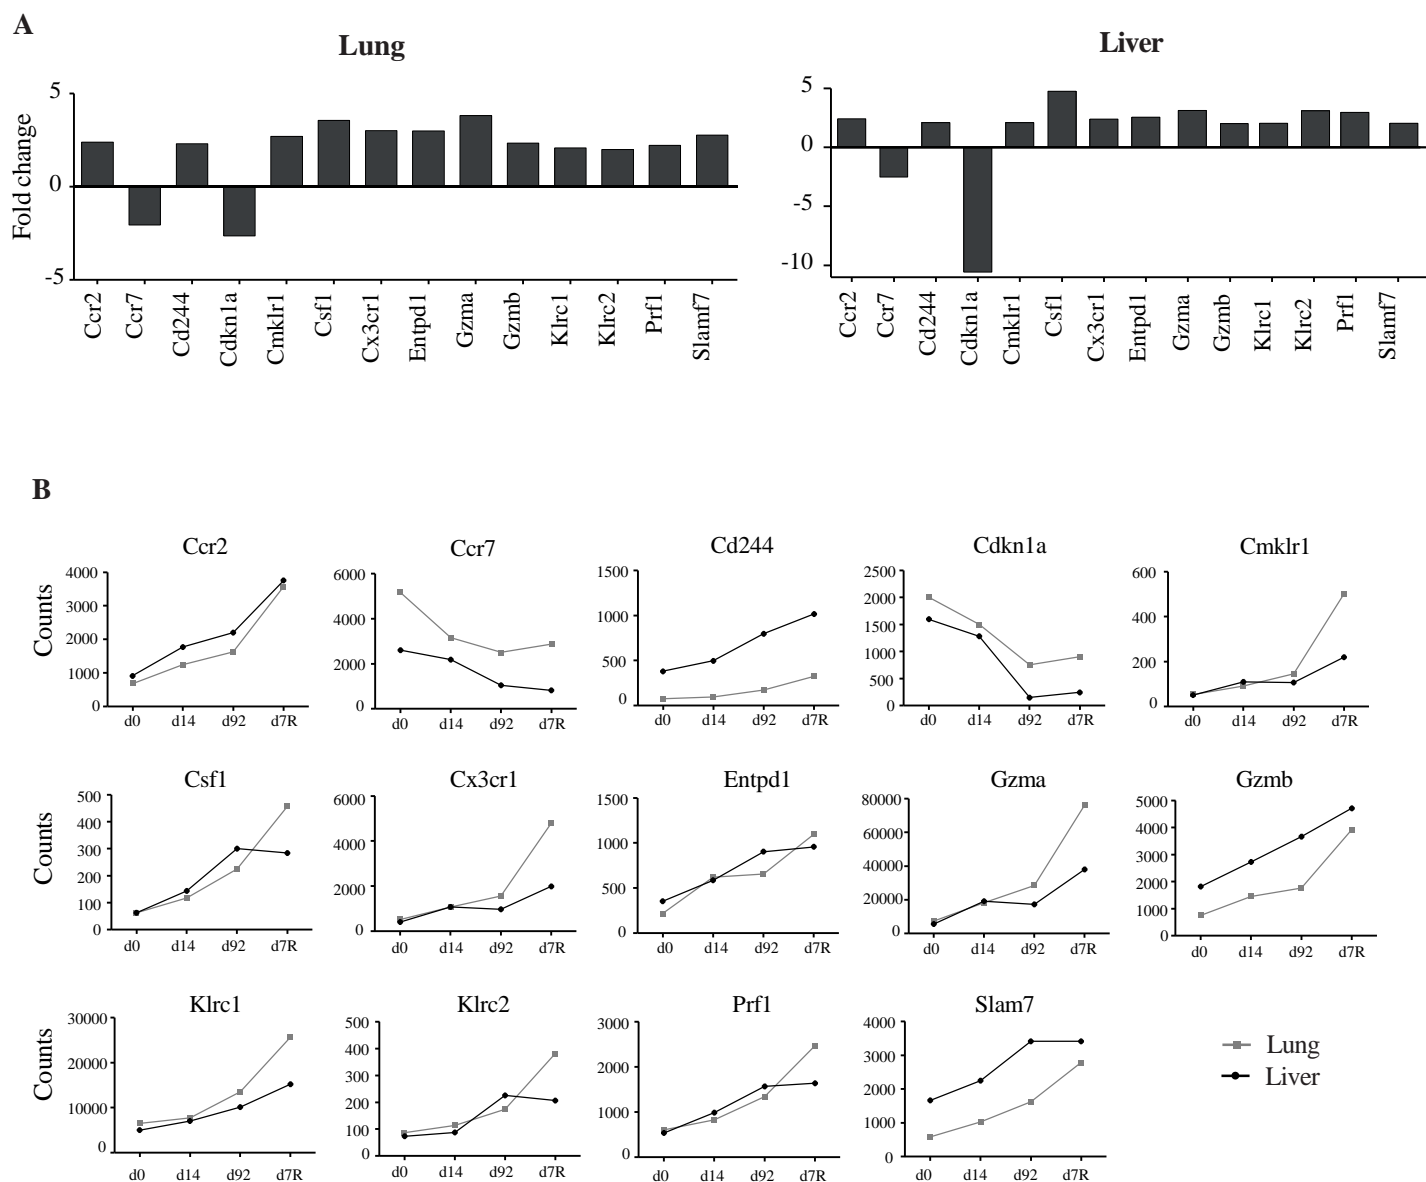 A
Lung
Liver
Fold change
5
0
-5
Ccr2 Ccr7 Cd244 Cdkn1a Cmklr1 Csf1 Cx3cr1 Entpd1 Gzma Gzmb Klrc1 Klrc2 Prf1 Slamf7
5
0
-5
-10
Ccr2 Ccr7 Cd244 Cdkn1a Cmklr1 Csf1 Cx3cr1 Entpd1 Gzma Gzmb Klrc1 Klrc2 Prf1 Slamf7
B
Counts
Ccr2
4000
3000
2000
1000
0
d0 d14 d92 d7R
Ccr7
6000
4000
2000
0
d0 d14 d92 d7R
Cd244
1500
1000
500
0
d0 d14 d92 d7R
Cdkn1a
2500
2000
1500
1000
500
0
d0 d14 d92 d7R
Cmklr1
600
400
200
0
d0 d14 d92 d7R
Counts
Csf1
500
400
300
200
100
0
d0 d14 d92 d7R
Cx3cr1
6000
4000
2000
0
d0 d14 d92 d7R
Entpd1
1500
1000
500
0
d0 d14 d92 d7R
Gzma
80000
60000
40000
20000
0
d0 d14 d92 d7R
Gzmb
5000
4000
3000
2000
1000
0
d0 d14 d92 d7R
Counts
Klrc1
30000
20000
10000
0
d0 d14 d92 d7R
Klrc2
500
400
300
200
100
0
d0 d14 d92 d7R
Prf1
3000
2000
1000
0
d0 d14 d92 d7R
Slam7
4000
3000
2000
1000
0
d0 d14 d92 d7R
Lung
Liver